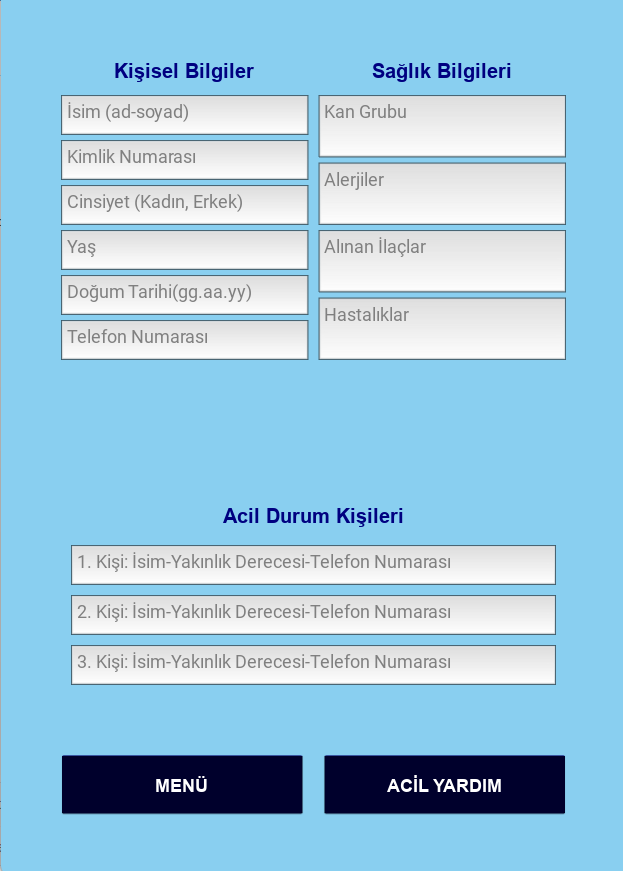 Kişisel Bilgiler
İsim (ad-soyad)
Kimlik Numarası
Cinsiyet (Kadın, Erkek)
Yaş
Doğum Tarihi(gg.aa.yy)
Telefon Numarası
Sağlık Bilgileri
Kan Grubu
Alerjiler
Alınan İlaçlar
Hastalıklar
Acil Durum Kişileri
1. Kişi: İsim-Yakınlık Derecesi-Telefon Numarası
2. Kişi: İsim-Yakınlık Derecesi-Telefon Numarası
3. Kişi: İsim-Yakınlık Derecesi-Telefon Numarası
MENÜ
ACİL YARDIM